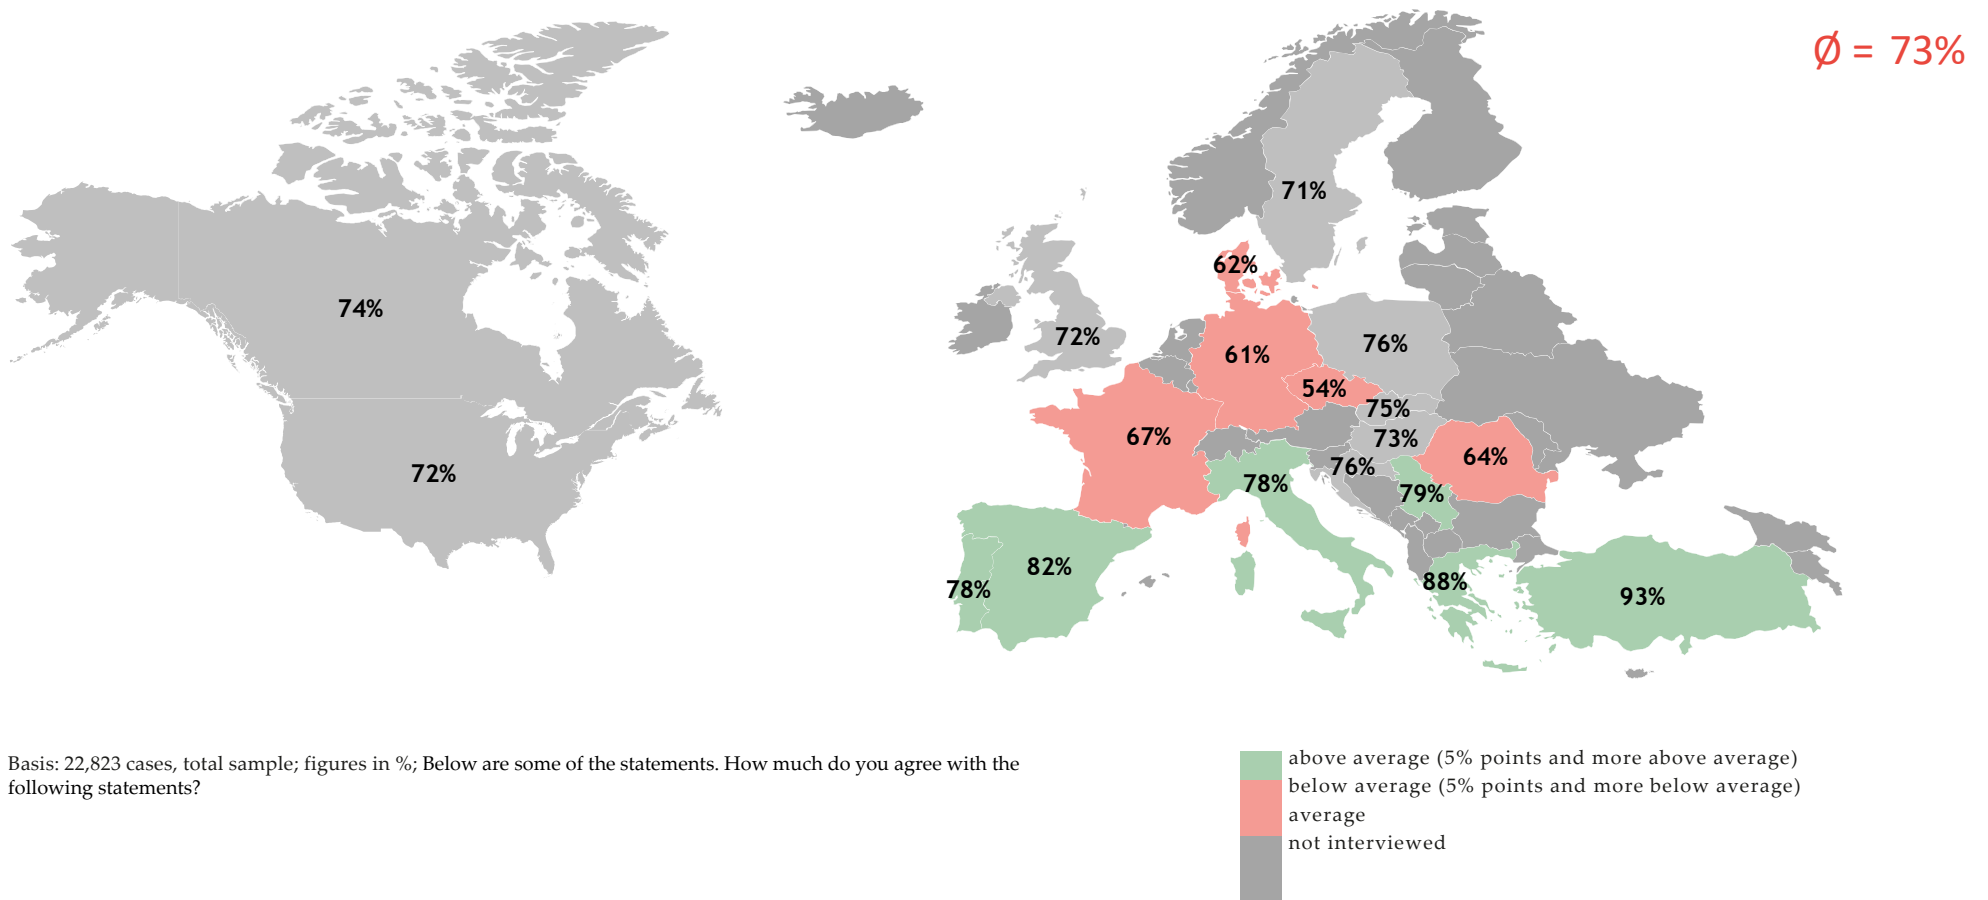 Ø = 73%
71%
62%
74%
72%
76%
61%
54%
75%
67%
73%
64%
76%
72%
78%
79%
82%
88%
78%
93%
Basis: 22,823 cases, total sample; figures in %; Below are some of the statements. How much do you agree with the
following statements?
above average (5% points and more above average)
below average (5% points and more below average)
average
not interviewed